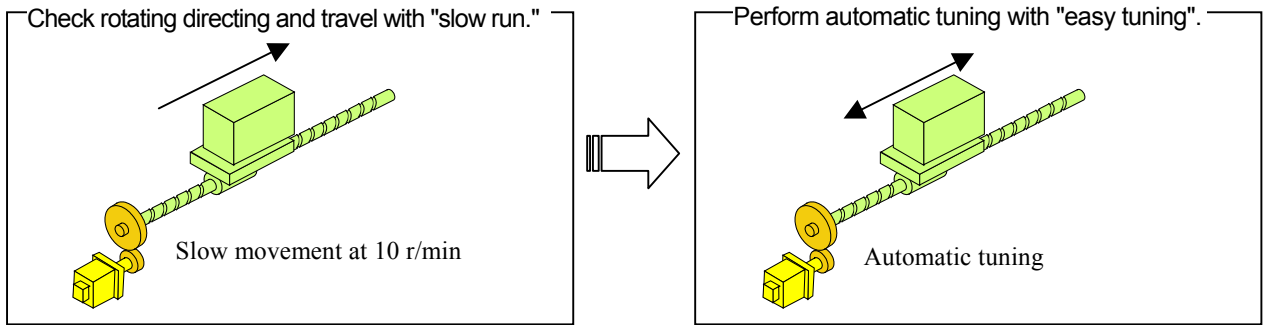 Check rotating directing and travel with "slow run."
Slow movement at 10 r/min
Perform automatic tuning with "easy tuning".
Automatic tuning